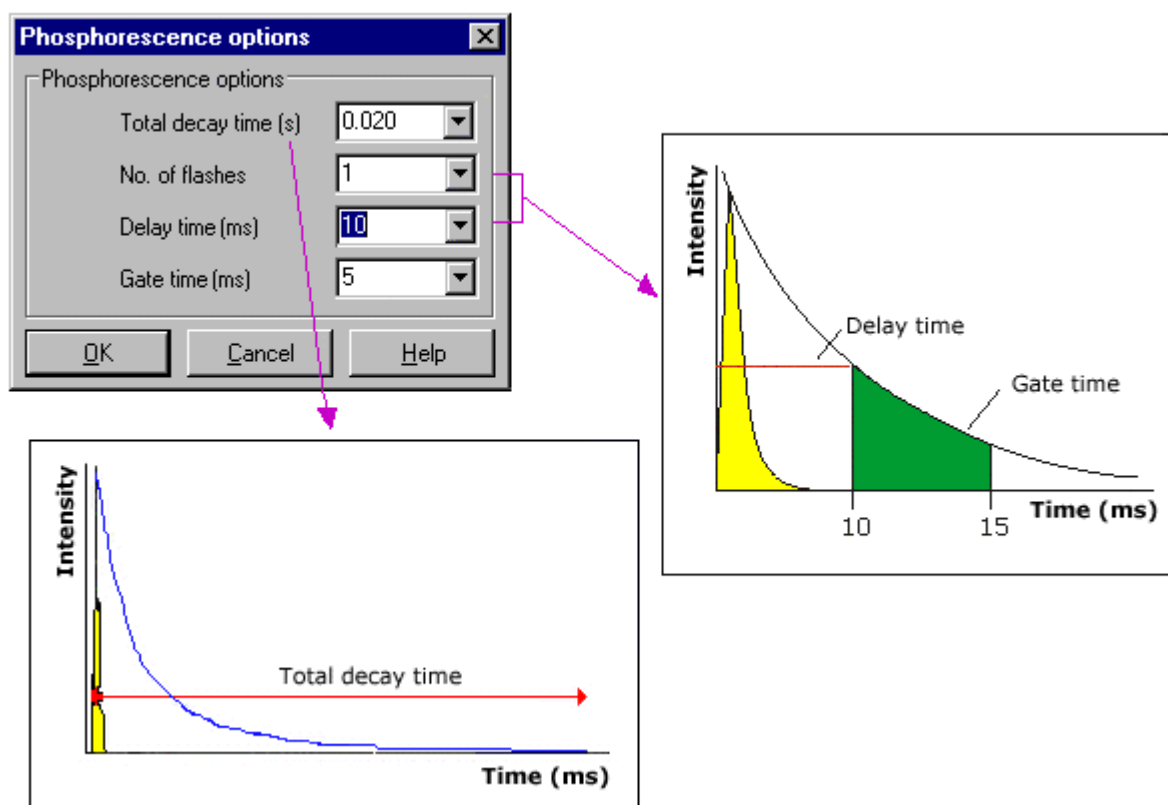 Phosphorescence options
Phosphorescence options
Total decay time (s)
0.020
No. of flashes
1
Delay time (ms)
10
Gate time (ms)
5
OK
Cancel
Help
Intensity
Delay time
Gate time
10
15
Time (ms)
Intensity
Total decay time
Time (ms)